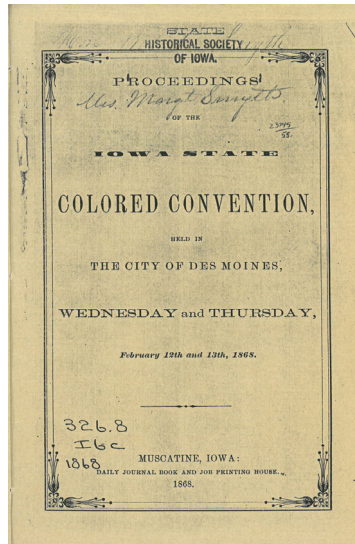 STATE
HISTORICAL SOCIETY
OF IOWA.
PROCEEDINGS
Mrs. Margt Smyth
OF THE
23745
53.
IOWA STATE
COLORED CONVENTION,
HELD IN
THE CITY OF DES MOINES,
WEDNESDAY and THURSDAY,
February 12th and 13th, 1868.
326.8
I6c
1868
MUSCATINE, IOWA:
DAILY JOURNAL BOOK AND JOB PRINTING HOUSE.
1868.